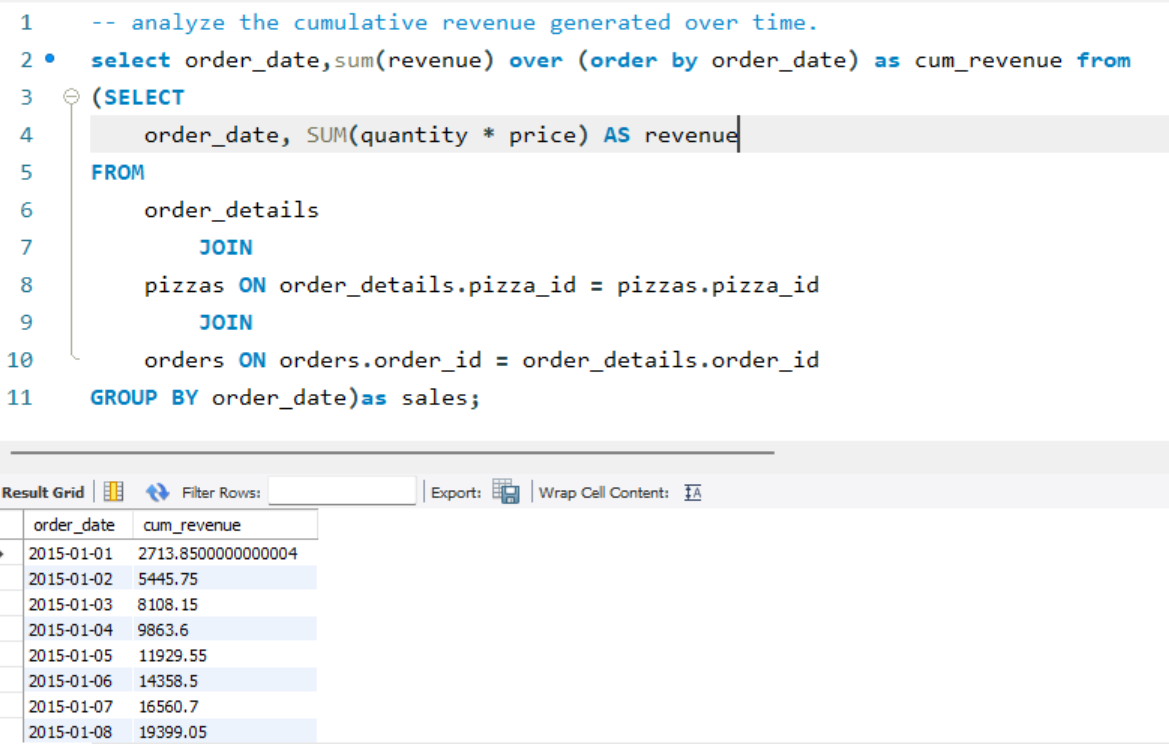 1 -- analyze the cumulative revenue generated over time.
2 select order_date,sum(revenue) over (order by order_date) as cum_revenue from
3 (SELECT
4 order_date, SUM(quantity * price) AS revenue
5 FROM
6 order_details
7 JOIN
8 pizzas ON order_details.pizza_id = pizzas.pizza_id
9 JOIN
10 orders ON orders.order_id = order_details.order_id
11 GROUP BY order_date)as sales;
Result Grid Filter Rows: Export: Wrap Cell Content: IA
order_date cum_revenue
2015-01-01 2713.8500000000004
2015-01-02 5445.75
2015-01-03 8108.15
2015-01-04 9863.6
2015-01-05 11929.55
2015-01-06 14358.5
2015-01-07 16560.7
2015-01-08 19399.05